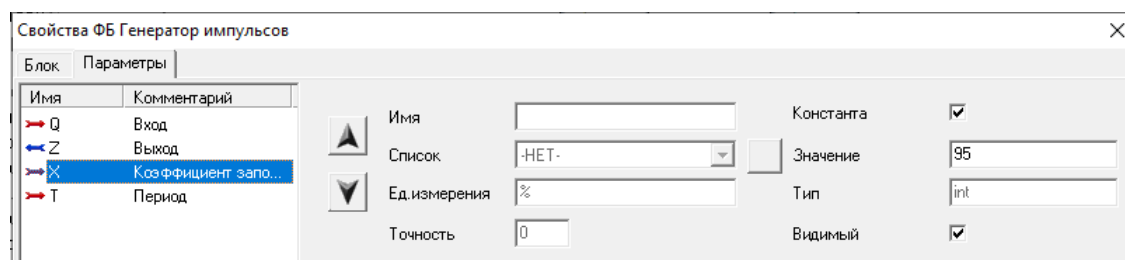 Свойства ФБ Генератор импульсов
Блок Параметры
Имя Комментарий
Q Вход
Z Выход
X Коэффициент запо...
T Период
Имя
Список -НЕТ-
Ед.измерения %
Точность 0
Константа
Значение 95
Тип int
Видимый